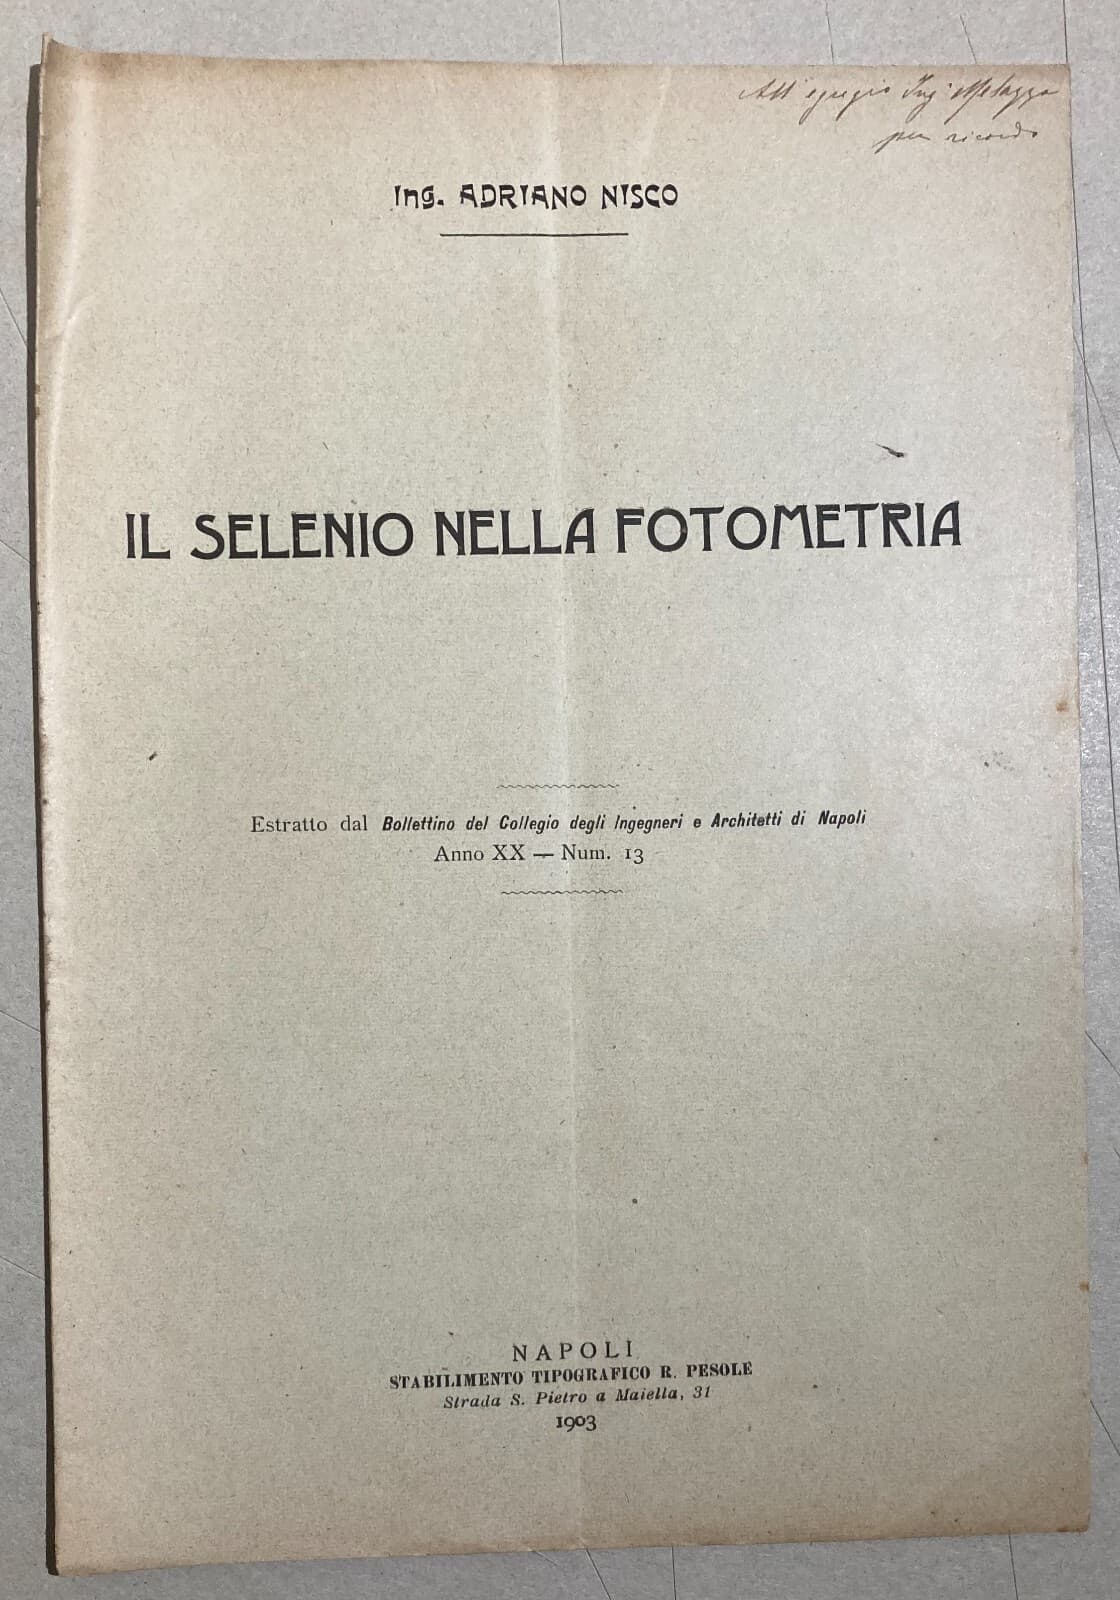 All'egregio Ing. Melazzo
per ricordo
Ing. ADRIANO NISCO
IL SELENIO NELLA FOTOMETRIA
Estratto dal Bollettino del Collegio degli Ingegneri e Architetti di Napoli
Anno XX — Num. 13
NAPOLI
STABILIMENTO TIPOGRAFICO R. PESOLE
Strada S. Pietro a Maiella, 31
1903